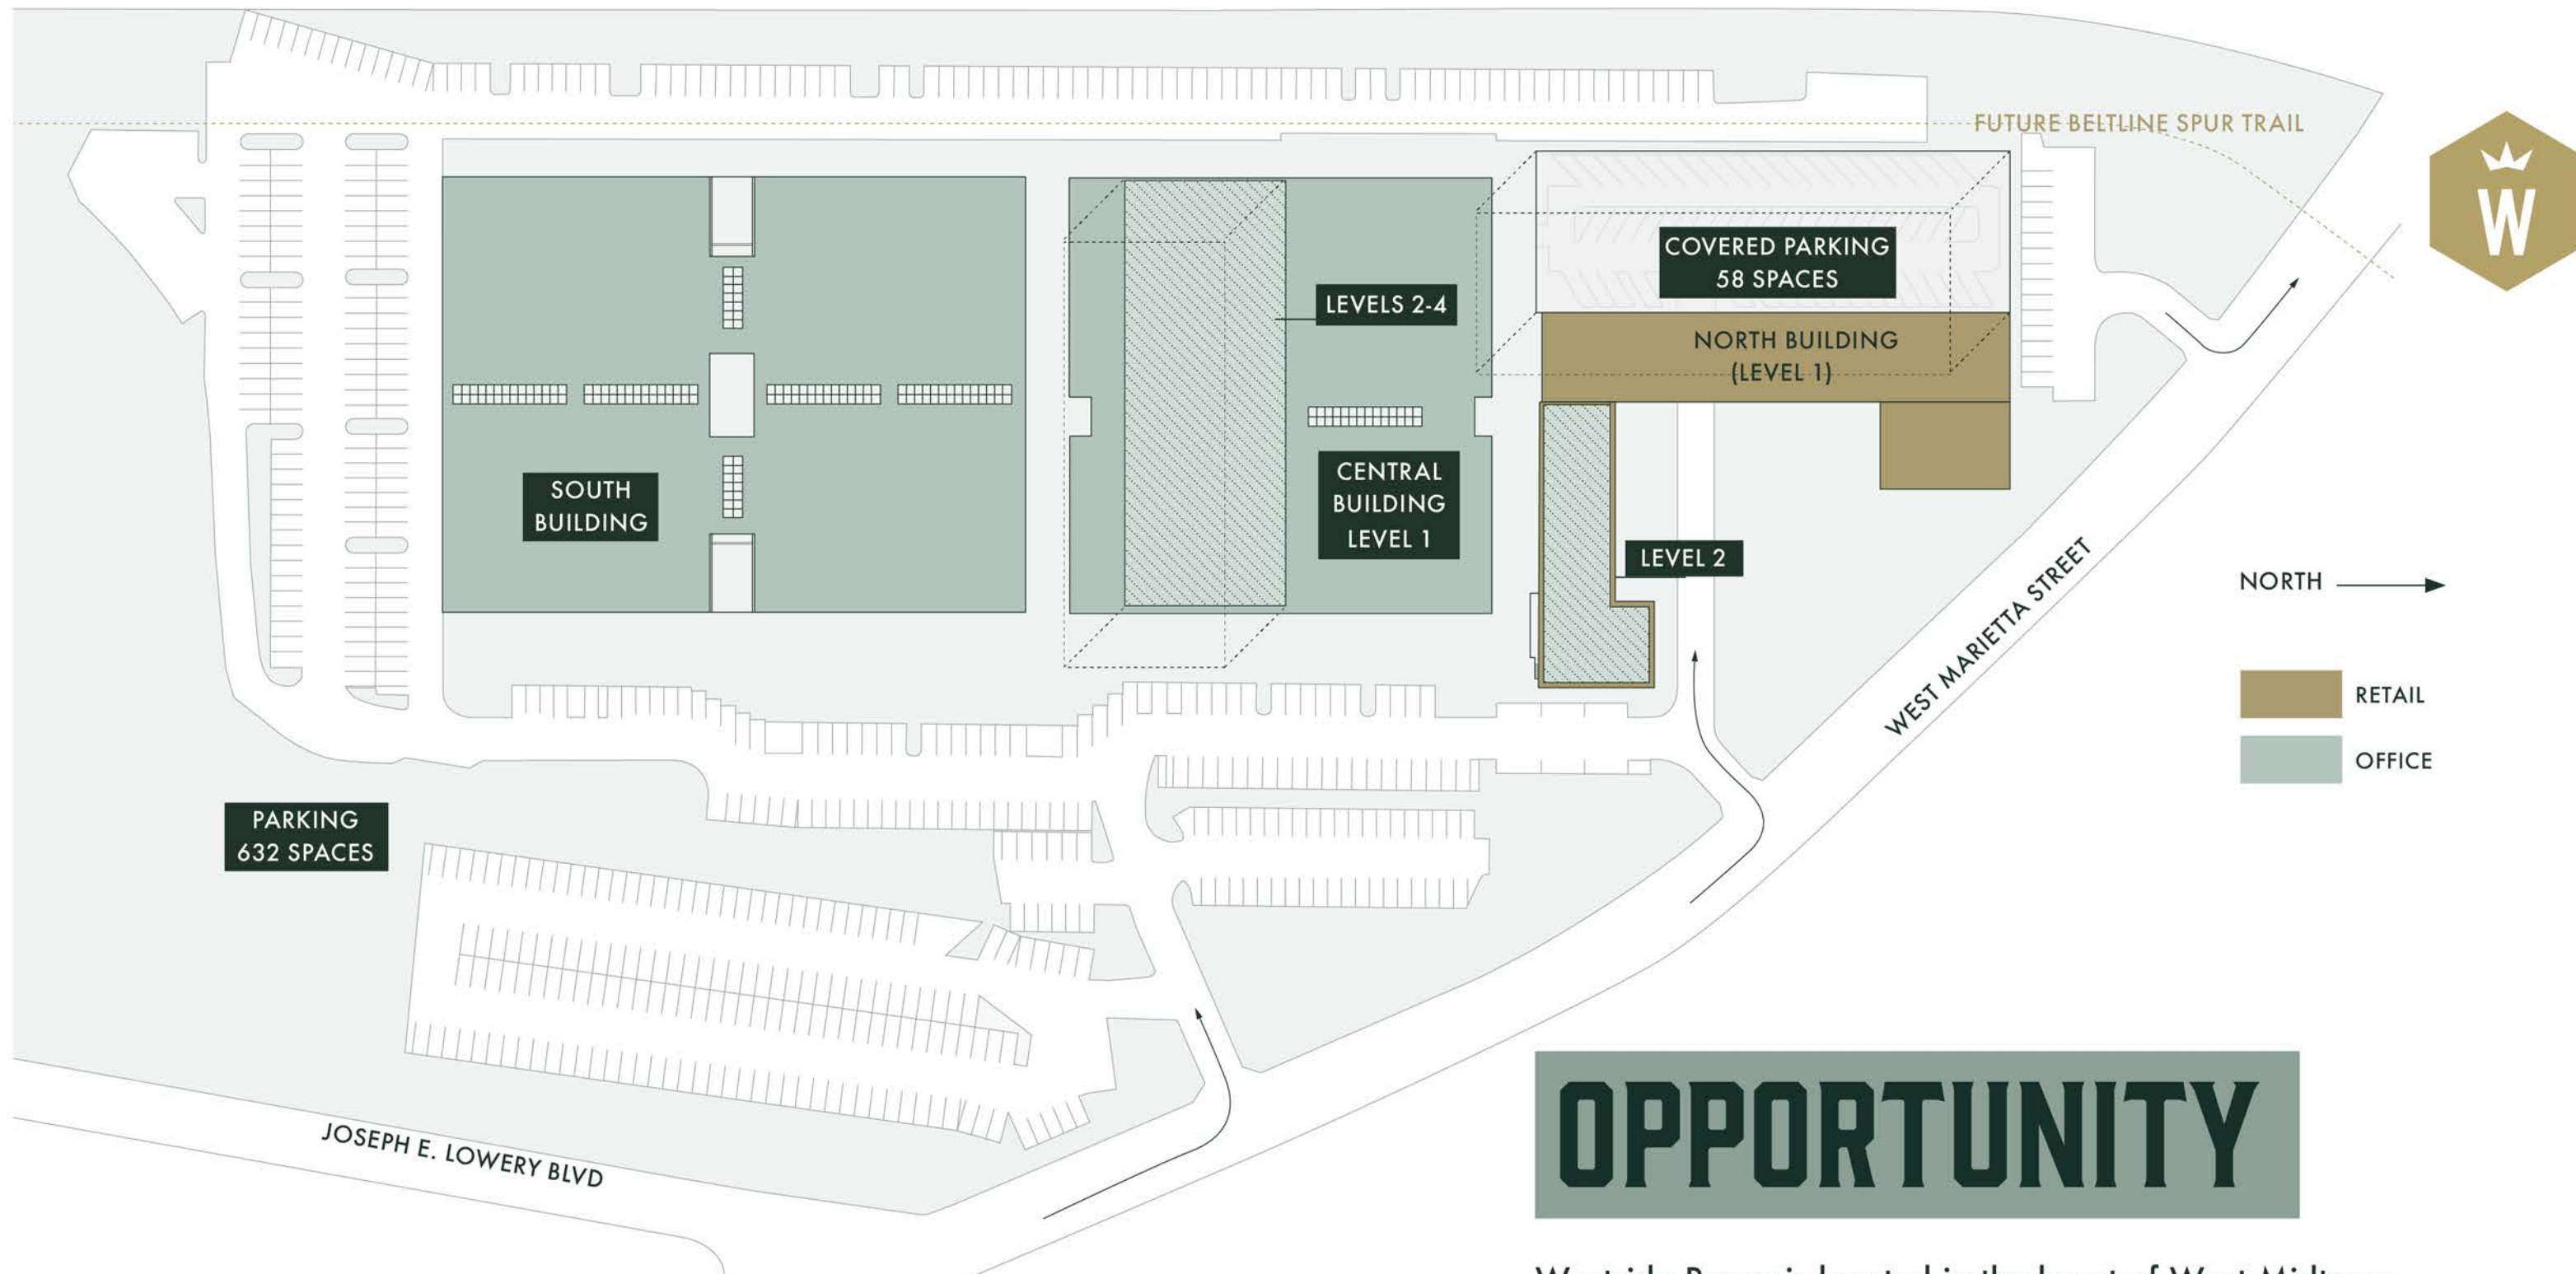 FUTURE BELTLINE SPUR TRAIL
W
COVERED PARKING
58 SPACES
LEVELS 2-4
NORTH BUILDING
(LEVEL 1)
SOUTH
BUILDING
CENTRAL
BUILDING
LEVEL 1
LEVEL 2
NORTH
WEST MARIETTA STREET
RETAIL
OFFICE
PARKING
632 SPACES
JOSEPH E. LOWERY BLVD
OPPORTUNITY